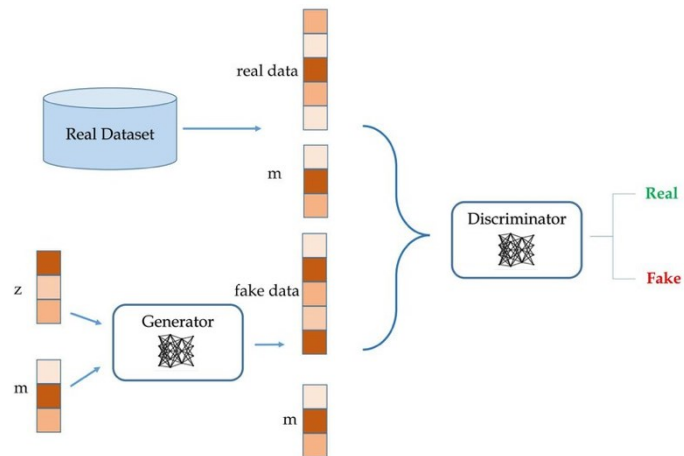 real data
Real Dataset
m
Discriminator
Real
Fake
z
fake data
Generator
m
m